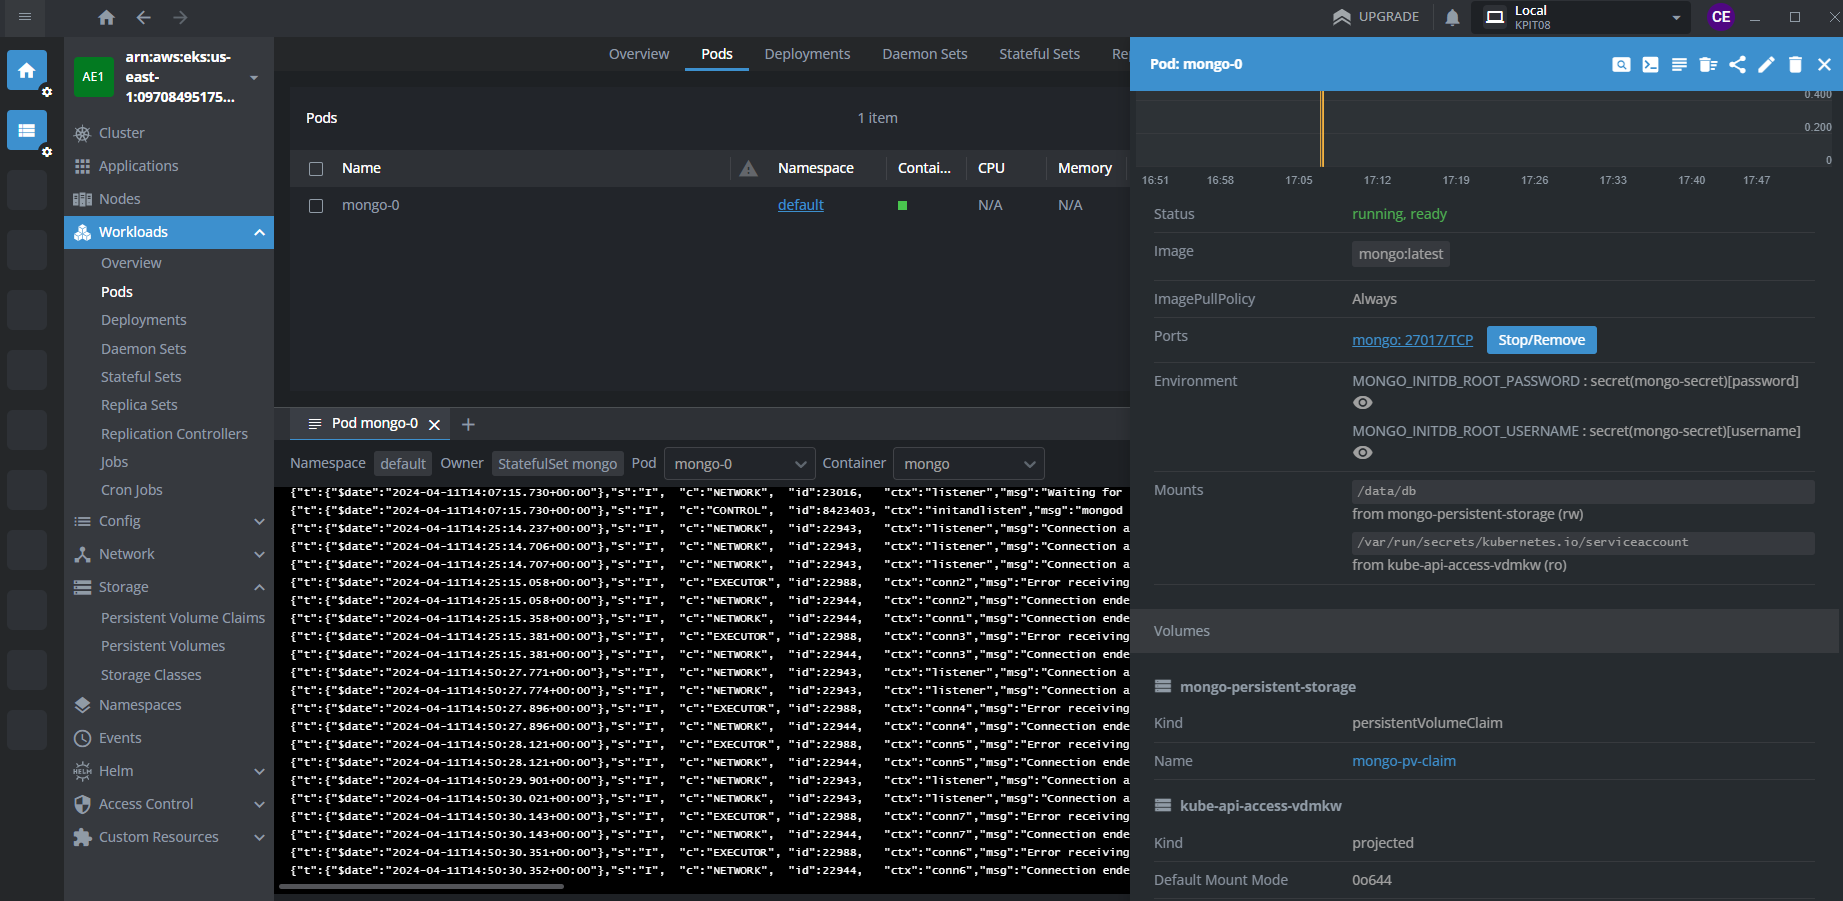 UPGRADE
Local
KPIT08
CE
AE1
arn:aws:eks:us-
east-
1:09708495175...
Cluster
Applications
Nodes
Workloads
Overview
Pods
Deployments
Daemon Sets
Stateful Sets
Replica Sets
Replication Controllers
Jobs
Cron Jobs
Config
Network
Storage
Persistent Volume Claims
Persistent Volumes
Storage Classes
Namespaces
Events
HELM
Helm
Access Control
Custom Resources
Overview Pods Deployments Daemon Sets Stateful Sets Re
Pods 1 item
Name Namespace Contai... CPU Memory
mongo-0 default N/A N/A
Pod mongo-0
Namespace default Owner StatefulSet mongo Pod mongo-0 Container mongo
{"t":{"$date":"2024-04-11T14:07:15.730+00:00"},"s":"I", "c":"NETWORK", "id":23016, "ctx":"listener","msg":"Waiting for
{"t":{"$date":"2024-04-11T14:07:15.730+00:00"},"s":"I", "c":"CONTROL", "id":8423403, "ctx":"initandlisten","msg":"mongod
{"t":{"$date":"2024-04-11T14:25:14.237+00:00"},"s":"I", "c":"NETWORK", "id":22943, "ctx":"listener","msg":"Connection a
{"t":{"$date":"2024-04-11T14:25:14.706+00:00"},"s":"I", "c":"NETWORK", "id":22943, "ctx":"listener","msg":"Connection a
{"t":{"$date":"2024-04-11T14:25:14.707+00:00"},"s":"I", "c":"NETWORK", "id":22943, "ctx":"listener","msg":"Connection a
{"t":{"$date":"2024-04-11T14:25:15.058+00:00"},"s":"I", "c":"EXECUTOR", "id":22988, "ctx":"conn2","msg":"Error receiving
{"t":{"$date":"2024-04-11T14:25:15.058+00:00"},"s":"I", "c":"NETWORK", "id":22944, "ctx":"conn2","msg":"Connection ende
{"t":{"$date":"2024-04-11T14:25:15.358+00:00"},"s":"I", "c":"NETWORK", "id":22944, "ctx":"conn1","msg":"Connection ende
{"t":{"$date":"2024-04-11T14:25:15.381+00:00"},"s":"I", "c":"EXECUTOR", "id":22988, "ctx":"conn3","msg":"Error receiving
{"t":{"$date":"2024-04-11T14:25:15.381+00:00"},"s":"I", "c":"NETWORK", "id":22944, "ctx":"conn3","msg":"Connection ende
{"t":{"$date":"2024-04-11T14:50:27.771+00:00"},"s":"I", "c":"NETWORK", "id":22943, "ctx":"listener","msg":"Connection a
{"t":{"$date":"2024-04-11T14:50:27.774+00:00"},"s":"I", "c":"NETWORK", "id":22943, "ctx":"listener","msg":"Connection a
{"t":{"$date":"2024-04-11T14:50:27.896+00:00"},"s":"I", "c":"EXECUTOR", "id":22988, "ctx":"conn4","msg":"Error receiving
{"t":{"$date":"2024-04-11T14:50:27.896+00:00"},"s":"I", "c":"NETWORK", "id":22944, "ctx":"conn4","msg":"Connection ende
{"t":{"$date":"2024-04-11T14:50:28.121+00:00"},"s":"I", "c":"EXECUTOR", "id":22988, "ctx":"conn5","msg":"Error receiving
{"t":{"$date":"2024-04-11T14:50:28.121+00:00"},"s":"I", "c":"NETWORK", "id":22944, "ctx":"conn5","msg":"Connection ende
{"t":{"$date":"2024-04-11T14:50:29.901+00:00"},"s":"I", "c":"NETWORK", "id":22943, "ctx":"listener","msg":"Connection a
{"t":{"$date":"2024-04-11T14:50:30.021+00:00"},"s":"I", "c":"NETWORK", "id":22943, "ctx":"listener","msg":"Connection a
{"t":{"$date":"2024-04-11T14:50:30.143+00:00"},"s":"I", "c":"EXECUTOR", "id":22988, "ctx":"conn7","msg":"Error receiving
{"t":{"$date":"2024-04-11T14:50:30.143+00:00"},"s":"I", "c":"NETWORK", "id":22944, "ctx":"conn7","msg":"Connection ende
{"t":{"$date":"2024-04-11T14:50:30.351+00:00"},"s":"I", "c":"EXECUTOR", "id":22988, "ctx":"conn6","msg":"Error receiving
{"t":{"$date":"2024-04-11T14:50:30.352+00:00"},"s":"I", "c":"NETWORK", "id":22944, "ctx":"conn6","msg":"Connection ende
Pod: mongo-0
0.400
0.200
0
16:51 16:58 17:05 17:12 17:19 17:26 17:33 17:40 17:47
Status running, ready
Image mongo:latest
ImagePullPolicy Always
Ports mongo: 27017/TCP Stop/Remove
Environment MONGO_INITDB_ROOT_PASSWORD : secret(mongo-secret)[password]
MONGO_INITDB_ROOT_USERNAME : secret(mongo-secret)[username]
Mounts /data/db
from mongo-persistent-storage (rw)
/var/run/secrets/kubernetes.io/serviceaccount
from kube-api-access-vdmkw (ro)
Volumes
mongo-persistent-storage
Kind persistentVolumeClaim
Name mongo-pv-claim
kube-api-access-vdmkw
Kind projected
Default Mount Mode 0o644